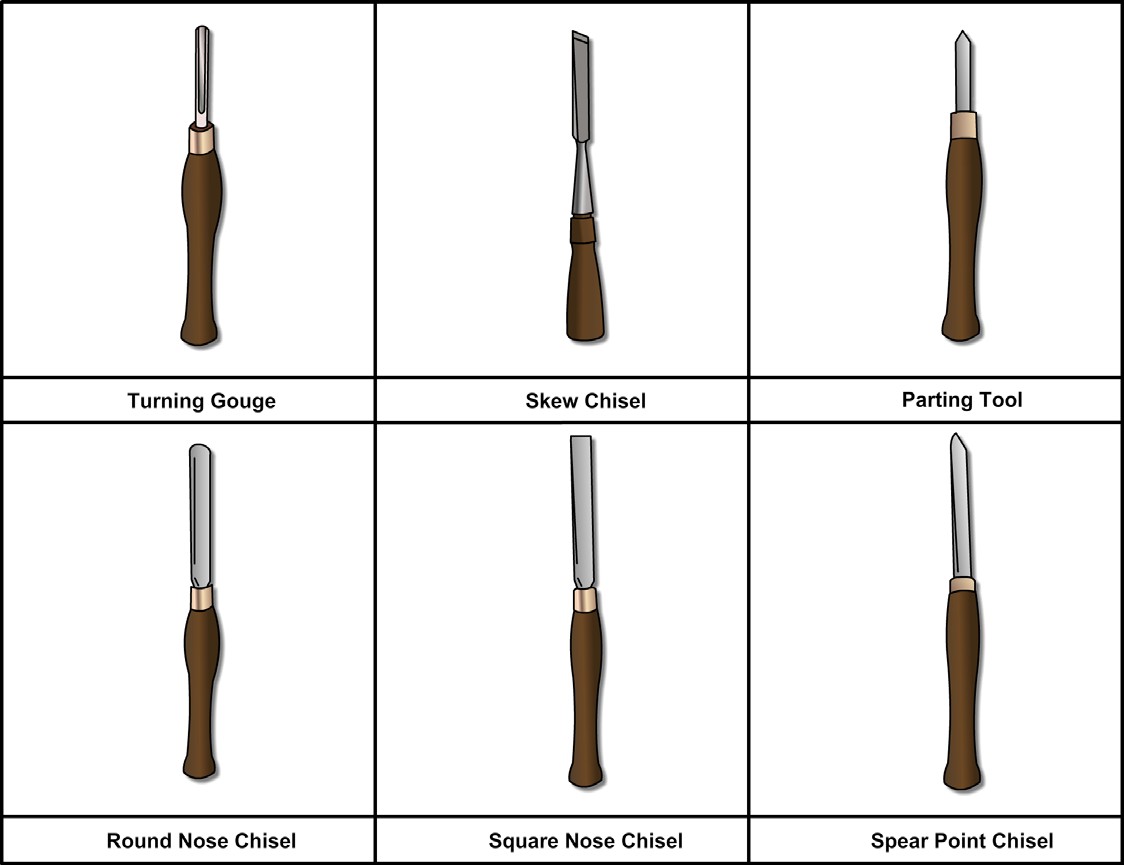 Turning Gouge
Skew Chisel
Parting Tool
Round Nose Chisel
Square Nose Chisel
Spear Point Chisel